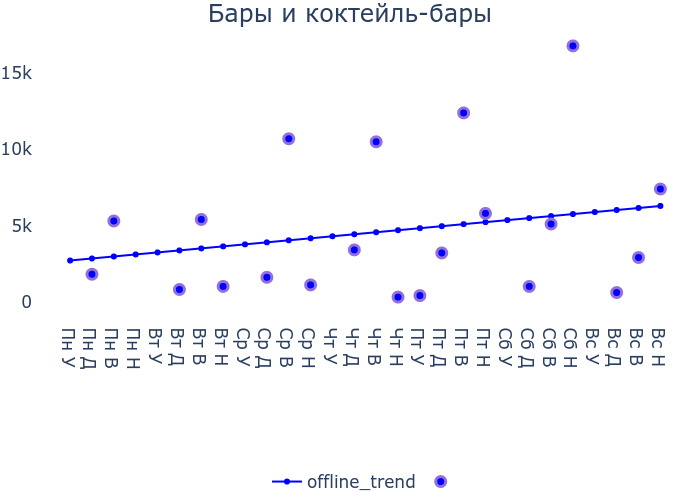 Бары и коктейль-бары
15k
10k
5k
0
Пн У
Пн Д
Пн В
Пн Н
Вт У
Вт Д
Вт В
Вт Н
Ср У
Ср Д
Ср В
Ср Н
Чт У
Чт Д
Чт В
Чт Н
Пт У
Пт Д
Пт В
Пт Н
Сб У
Сб Д
Сб В
Сб Н
Вс У
Вс Д
Вс В
Вс Н
offline_trend